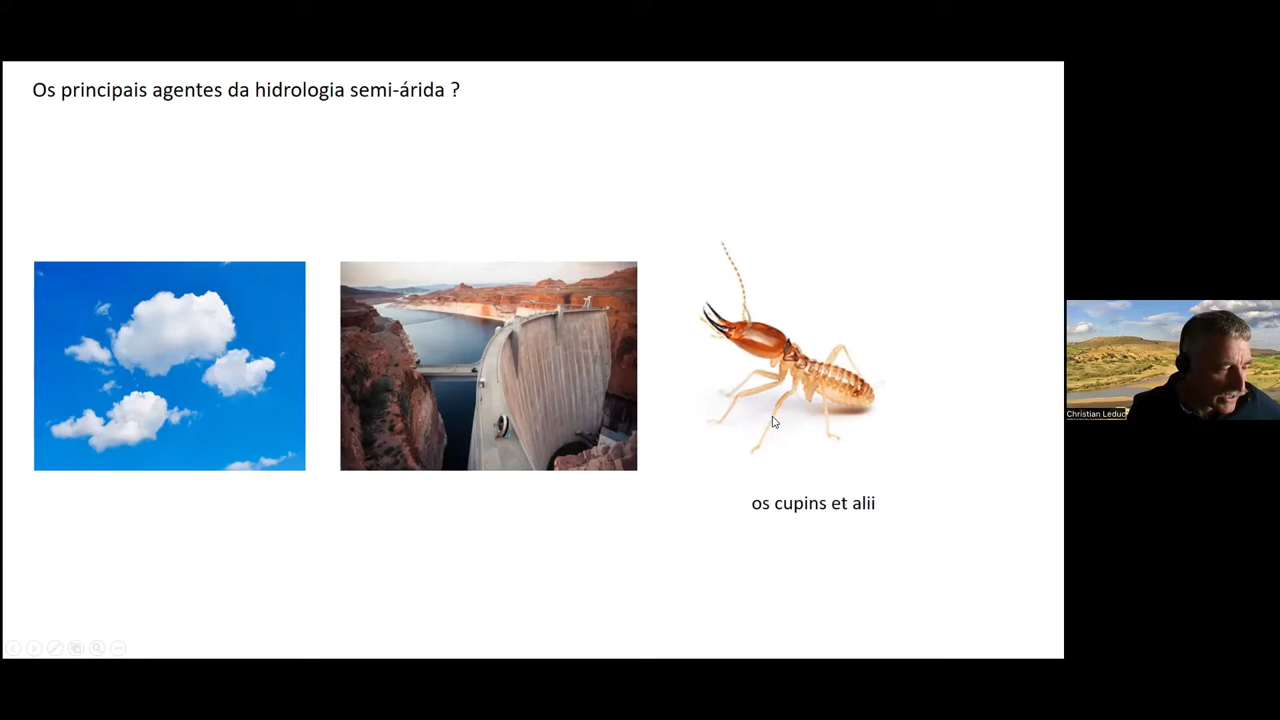 Os principais agentes da hidrologia semi-árida ?
os cupins et alii
Christian Leduc